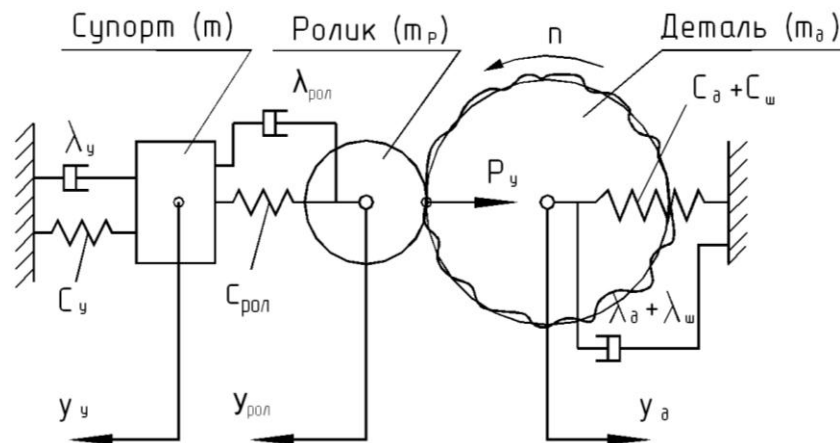 Супорт (m)
Ролик (mр)
n
Деталь (mд)
λрол
Cд + Cш
λу
Pу
Cу
Cрол
λд + λш
yу
yрол
yд